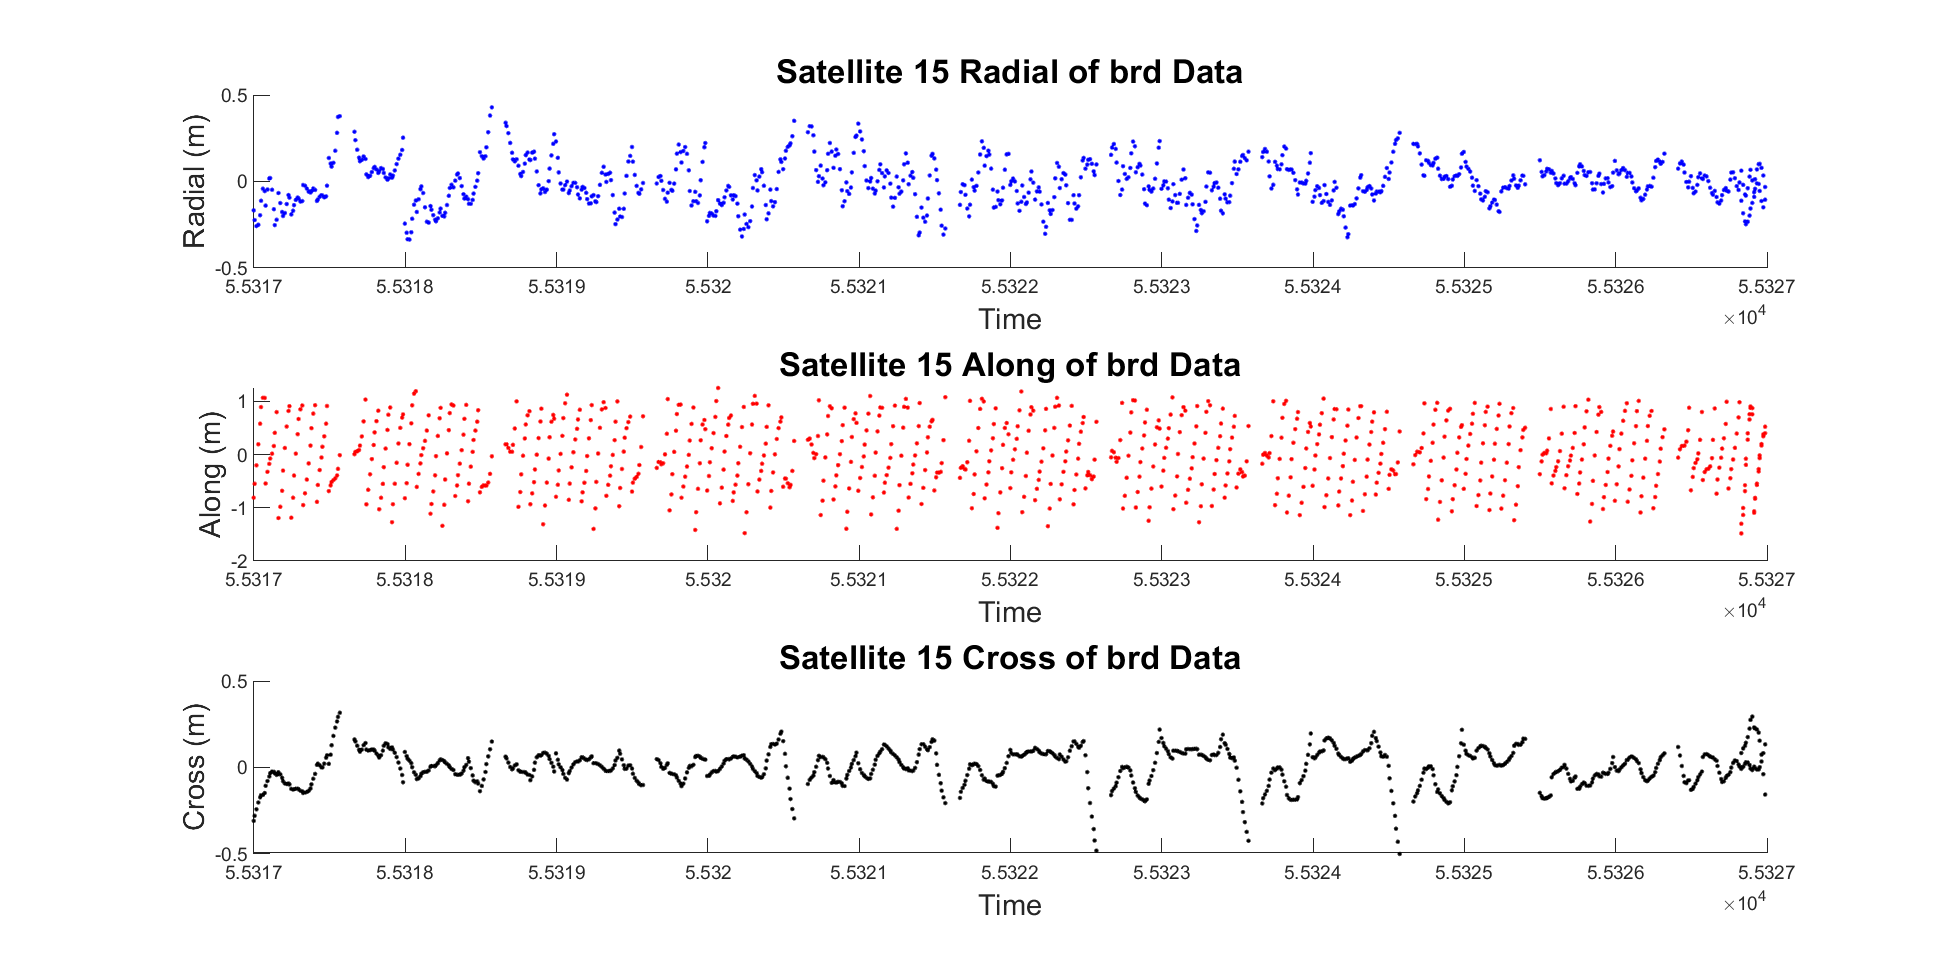 Satellite 15 Radial of brd Data
0.5
0
-0.5
Radial (m)
5.5317 5.5318 5.5319 5.532 5.5321 5.5322 5.5323 5.5324 5.5325 5.5326 5.5327
Time
×10⁴
Satellite 15 Along of brd Data
1
0
-1
-2
Along (m)
5.5317 5.5318 5.5319 5.532 5.5321 5.5322 5.5323 5.5324 5.5325 5.5326 5.5327
Time
×10⁴
Satellite 15 Cross of brd Data
0.5
0
-0.5
Cross (m)
5.5317 5.5318 5.5319 5.532 5.5321 5.5322 5.5323 5.5324 5.5325 5.5326 5.5327
Time
×10⁴